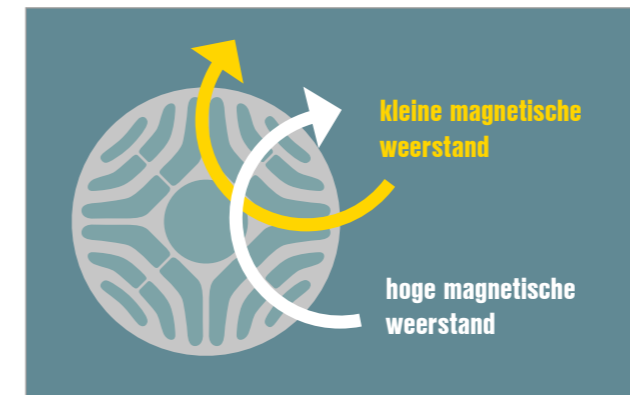 kleine magnetische
weerstand
hoge magnetische
weerstand